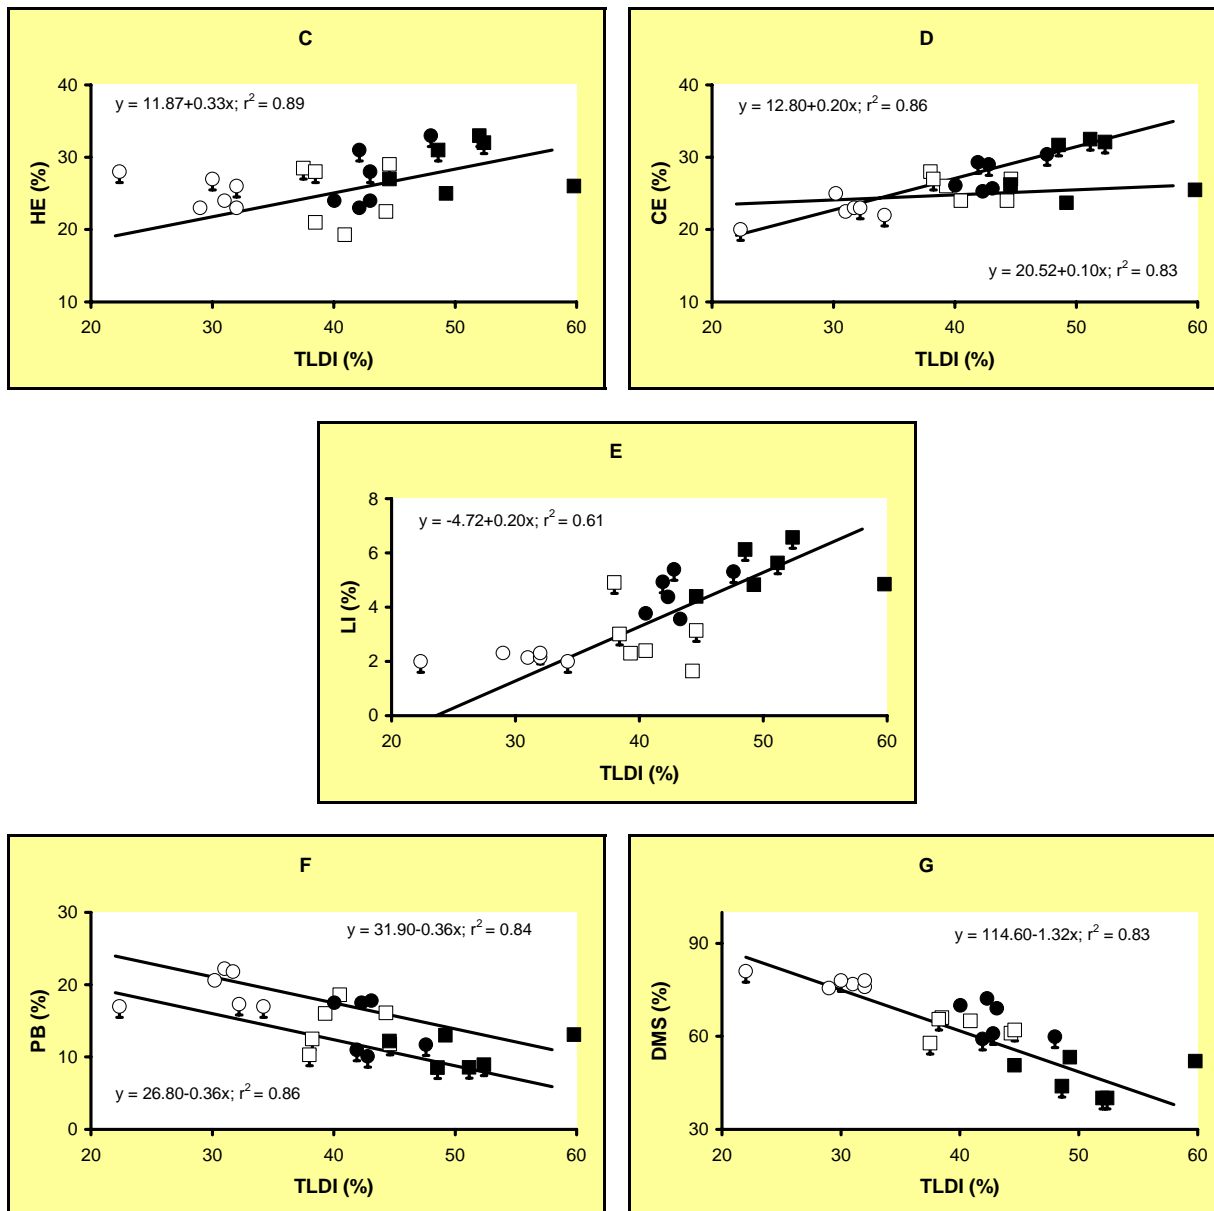 C
HE (%)
y = 11.87+0.33x; r² = 0.89
40
30
20
10
20 30 40 50 60
TLDI (%)
D
CE (%)
y = 12.80+0.20x; r² = 0.86
y = 20.52+0.10x; r² = 0.83
40
30
20
10
20 30 40 50 60
TLDI (%)
E
LI (%)
y = -4.72+0.20x; r² = 0.61
8
6
4
2
0
20 30 40 50 60
TLDI (%)
F
PB (%)
y = 31.90-0.36x; r² = 0.84
y = 26.80-0.36x; r² = 0.86
30
20
10
0
20 30 40 50 60
TLDI (%)
G
DMS (%)
y = 114.60-1.32x; r² = 0.83
90
60
30
20 30 40 50 60
TLDI (%)